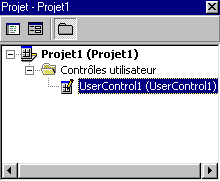 Projet - Projet1
Projet1 (Projet1)
Contrôles utilisateur
UserControl1 (UserControl1)